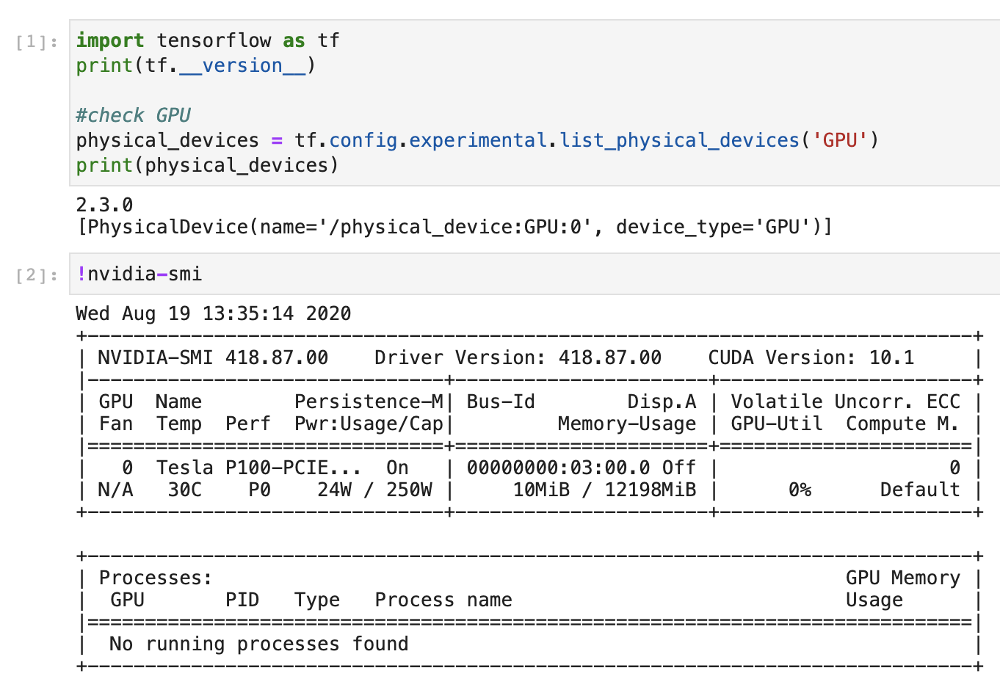 [1]: import tensorflow as tf
print(tf.__version__)
#check GPU
physical_devices = tf.config.experimental.list_physical_devices('GPU')
print(physical_devices)
2.3.0
[PhysicalDevice(name='/physical_device:GPU:0', device_type='GPU')]
[2]: !nvidia-smi
Wed Aug 19 13:35:14 2020
+-----------------------------------------------------------------------------+
| NVIDIA-SMI 418.87.00    Driver Version: 418.87.00    CUDA Version: 10.1     |
|-------------------------------+----------------------+----------------------+
| GPU  Name        Persistence-M| Bus-Id        Disp.A | Volatile Uncorr. ECC |
| Fan  Temp  Perf  Pwr:Usage/Cap|         Memory-Usage | GPU-Util  Compute M. |
|===============================+======================+======================|
|   0  Tesla P100-PCIE...  On   | 00000000:03:00.0 Off |                    0 |
| N/A   30C    P0    24W / 250W |     10MiB / 12198MiB |      0%      Default |
+-------------------------------+----------------------+----------------------+
+-----------------------------------------------------------------------------+
| Processes:                                                       GPU Memory |
|  GPU       PID   Type   Process name                             Usage      |
|=============================================================================|
|  No running processes found                                                 |
+-----------------------------------------------------------------------------+